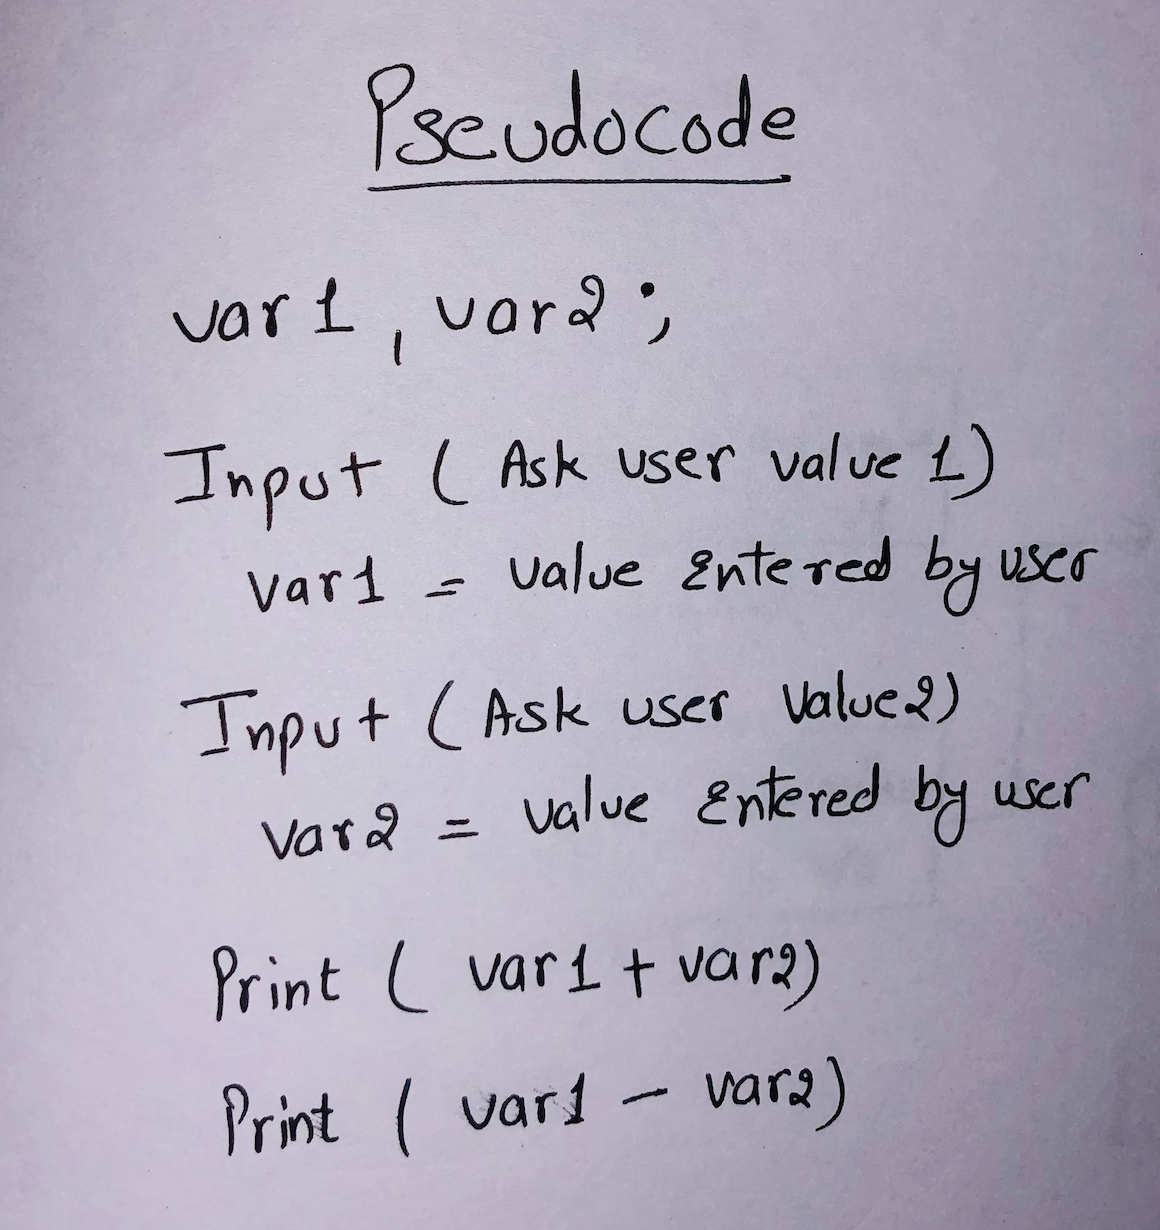 Pseudocode
var1, var2;
Input (Ask user value 1)
var1 = value Entered by user
Input (Ask user Value2)
var2 = value Entered by user
Print ( var1 + var2)
Print ( var1 - var2)